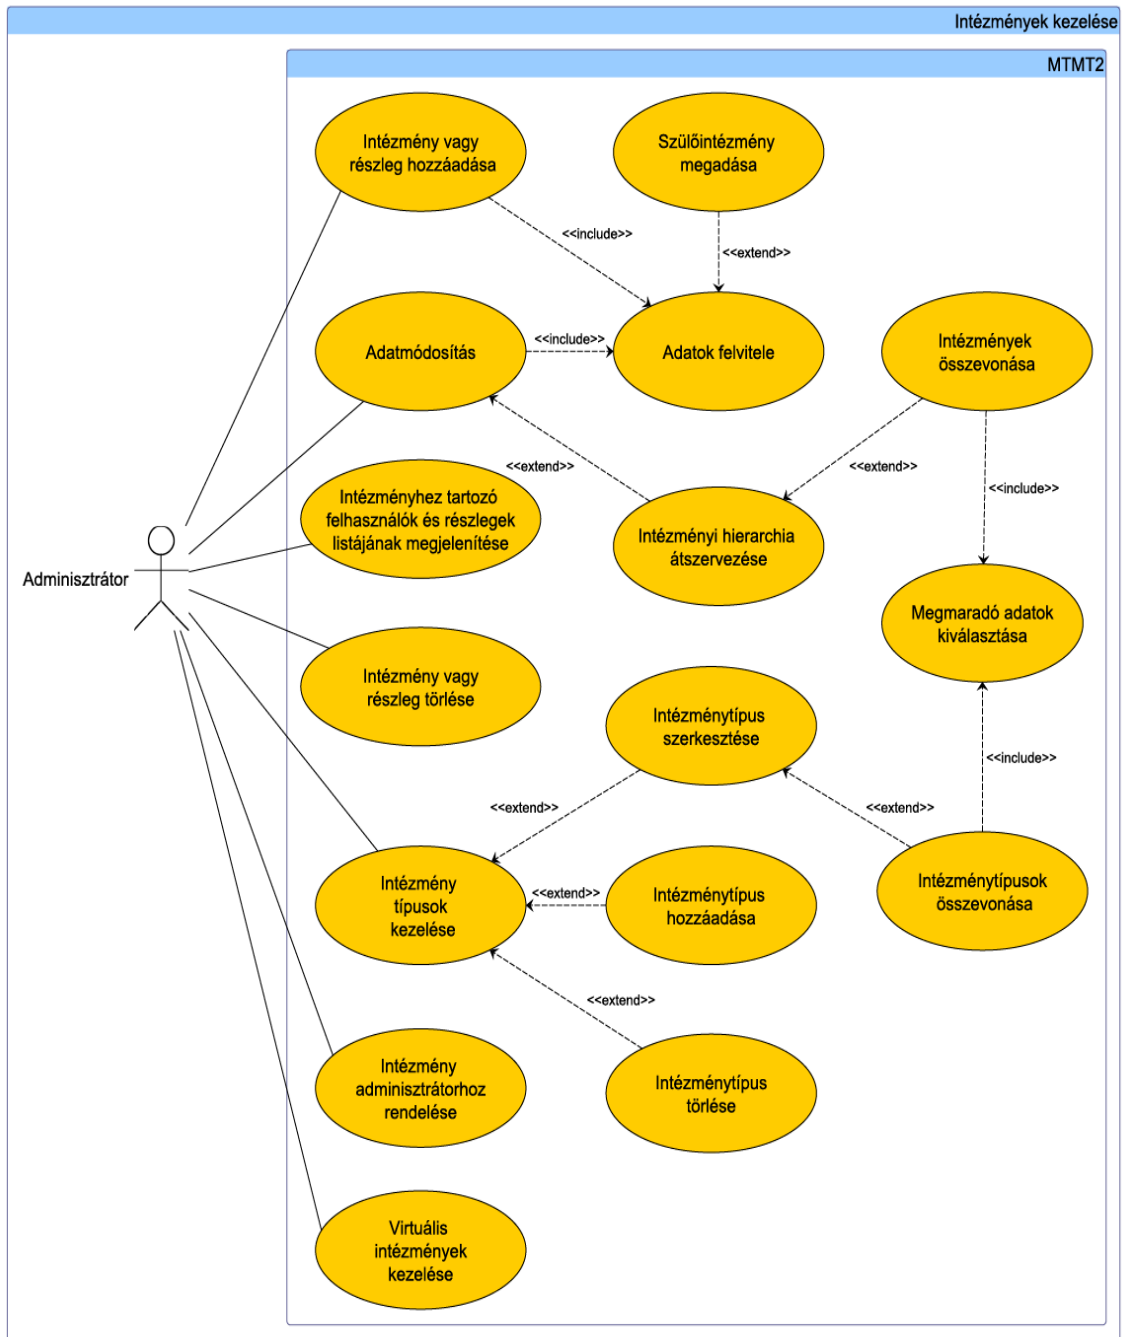 Intézmények kezelése
MTMT2
Intézmény vagy
részleg hozzáadása
Szülőintézmény
megadása
<<include>>
<<extend>>
Adatmódosítás
<<include>>
Adatok felvitele
Intézmények
összevonása
<<extend>>
<<extend>>
<<include>>
Intézményhez tartozó
felhasználók és részlegek
listájának megjelenítése
Intézményi hierarchia
átszervezése
Adminisztrátor
Megmaradó adatok
kiválasztása
Intézmény vagy
részleg törlése
Intézménytípus
szerkesztése
<<include>>
<<extend>>
<<extend>>
Intézmény
típusok
kezelése
<<extend>>
Intézménytípus
hozzáadása
Intézménytípusok
összevonása
<<extend>>
Intézmény
adminisztrátorhoz
rendelése
Intézménytípus
törlése
Virtuális
intézmények
kezelése